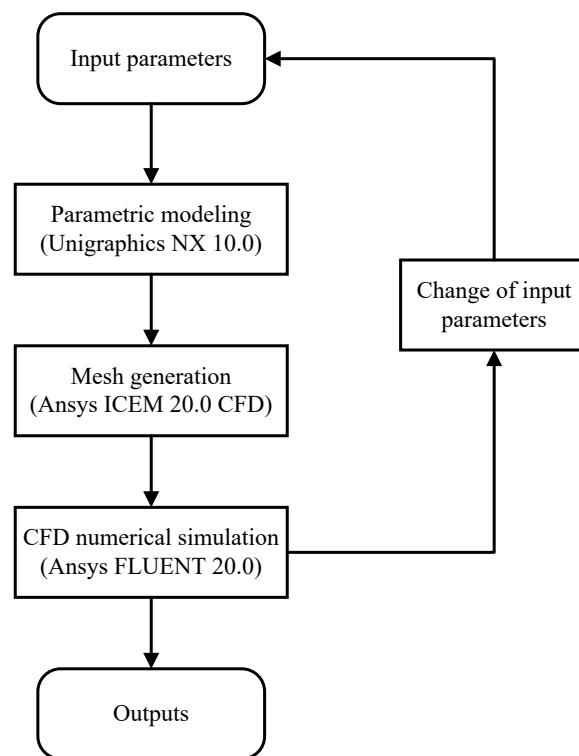 Input parameters
Parametric modeling
(Unigraphics NX 10.0)
Change of input
parameters
Mesh generation
(Ansys ICEM 20.0 CFD)
CFD numerical simulation
(Ansys FLUENT 20.0)
Outputs